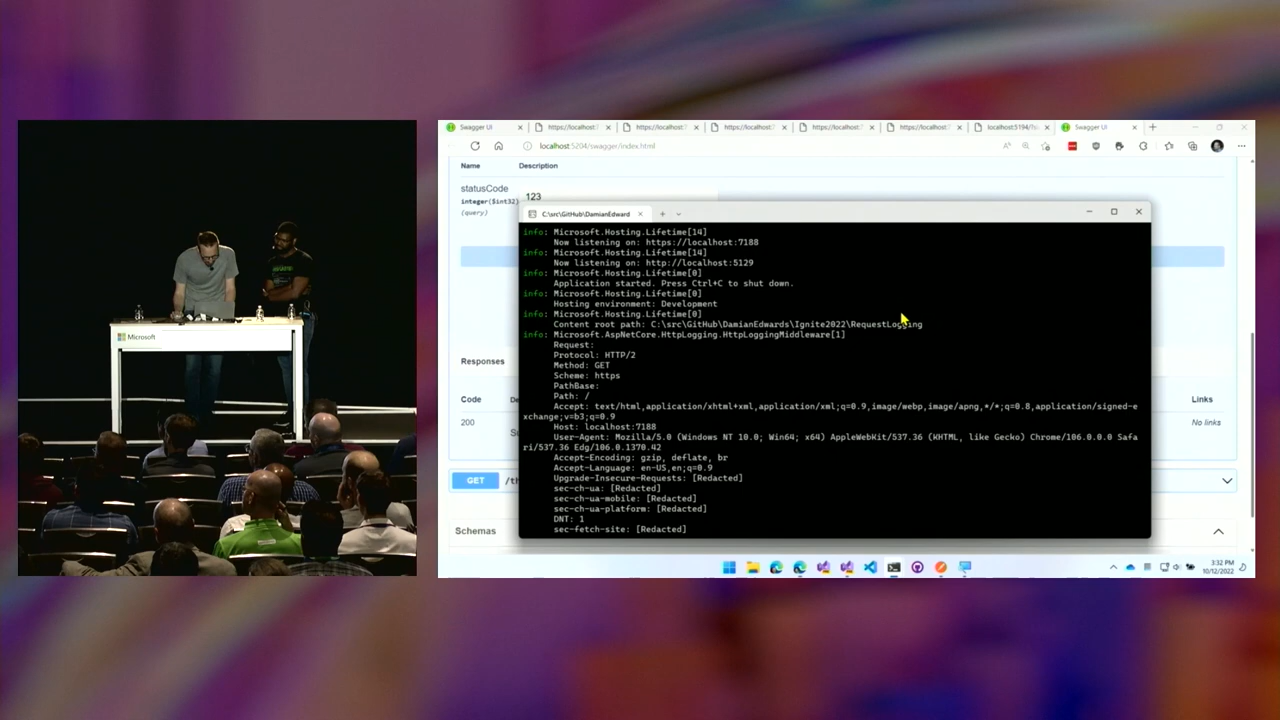 Microsoft
Swagger UI
https://localhost:
https://localhost:
https://localhost:
https://localhost:
https://localhost:
localhost:5194/
Swagger UI
localhost:5204/swagger/index.html
Name
Description
statusCode
123
integer($int32)
(query)
C:\src\GitHub\DamianEdward
info: Microsoft.Hosting.Lifetime[14]
Now listening on: https://localhost:7188
info: Microsoft.Hosting.Lifetime[14]
Now listening on: http://localhost:5129
info: Microsoft.Hosting.Lifetime[0]
Application started. Press Ctrl+C to shut down.
info: Microsoft.Hosting.Lifetime[0]
Hosting environment: Development
info: Microsoft.Hosting.Lifetime[0]
Content root path: C:\src\GitHub\DamianEdwards\Ignite2022\RequestLogging
info: Microsoft.AspNetCore.HttpLogging.HttpLoggingMiddleware[1]
Request:
Protocol: HTTP/2
Method: GET
Scheme: https
PathBase:
Path: /
Accept: text/html,application/xhtml+xml,application/xml;q=0.9,image/webp,image/apng,*/*;q=0.8,application/signed-e
xchange;v=b3;q=0.9
Host: localhost:7188
User-Agent: Mozilla/5.0 (Windows NT 10.0; Win64; x64) AppleWebKit/537.36 (KHTML, like Gecko) Chrome/106.0.0.0 Safa
ri/537.36 Edg/106.0.1370.42
Accept-Encoding: gzip, deflate, br
Accept-Language: en-US,en;q=0.9
Upgrade-Insecure-Requests: [Redacted]
sec-ch-ua: [Redacted]
sec-ch-ua-mobile: [Redacted]
sec-ch-ua-platform: [Redacted]
DNT: 1
sec-fetch-site: [Redacted]
Responses
Code
De
Links
200
Su
No links
GET
/th
Schemas
3:32 PM
10/12/2022